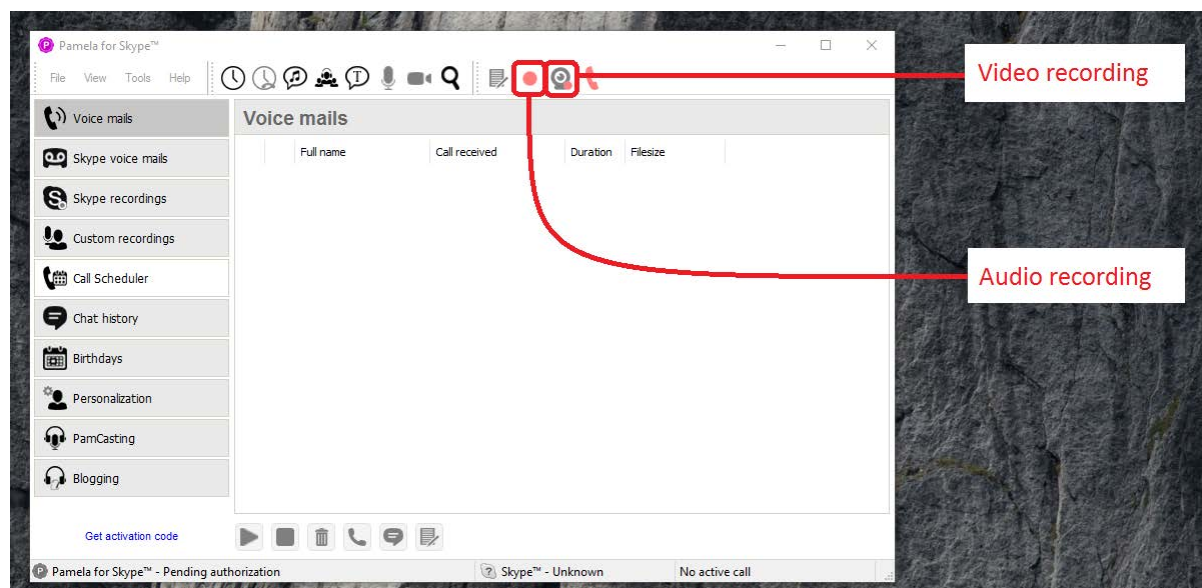 Pamela for Skype™
File View Tools Help
Video recording
Voice mails
Voice mails
Full name Call received Duration Filesize
Skype voice mails
Skype recordings
Custom recordings
Call Scheduler
Audio recording
Chat history
Birthdays
Personalization
PamCasting
Blogging
Get activation code
Pamela for Skype™ - Pending authorization Skype™ - Unknown No active call